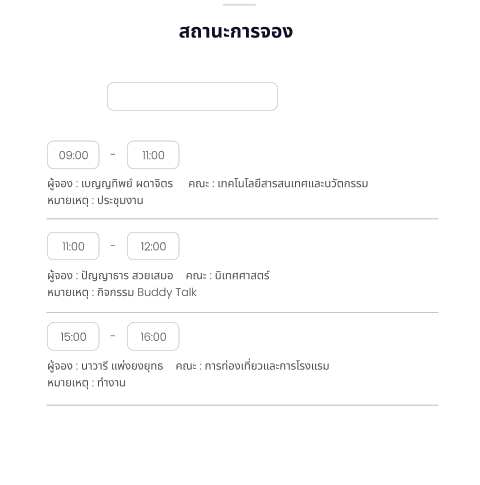 สถานะการจอง
09:00 - 11:00
ผู้จอง : เบญญทิพย์ ผดาจิตร คณะ : เทคโนโลยีสารสนเทศและนวัตกรรม
หมายเหตุ : ประชุมงาน
11:00 - 12:00
ผู้จอง : ปัญญาธาร สวยเสมอ คณะ : นิเทศศาสตร์
หมายเหตุ : กิจกรรม Buddy Talk
15:00 - 16:00
ผู้จอง : นาวารี แพ่งยงยุทธ คณะ : การท่องเที่ยวและการโรงแรม
หมายเหตุ : ทำงาน